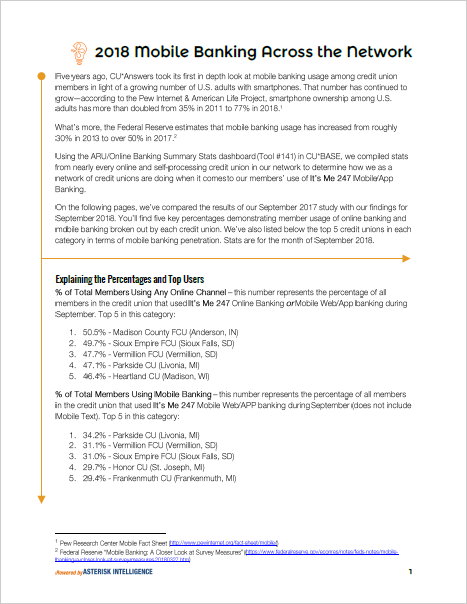 2018 Mobile Banking Across the Network
Five years ago, CU*Answers took its first in depth look at mobile banking usage among credit union
members in light of a growing number of U.S. adults with smartphones. That number has continued to
grow—according to the Pew Internet & American Life Project, smartphone ownership among U.S.
adults has more than doubled from 35% in 2011 to 77% in 2018.¹
What's more, the Federal Reserve estimates that mobile banking usage has increased from roughly
30% in 2013 to over 50% in 2017.²
Using the ARU/Online Banking Summary Stats dashboard (Tool #141) in CU*BASE, we compiled stats
from nearly every online and self-processing credit union in our network to determine how we as a
network of credit unions are doing when it comes to our members' use of It's Me 247 Mobile App
Banking.
On the following pages, we've compared the results of our September 2017 study with our findings for
September 2018. You'll find five key percentages demonstrating member usage of online banking and
mobile banking broken out by each credit union. We've also listed below the top 5 credit unions in each
category in terms of mobile banking penetration. Stats are for the month of September 2018.
Explaining the Percentages and Top Users
% of Total Members Using Any Online Channel – this number represents the percentage of all
members in the credit union that used It's Me 247 Online Banking or Mobile Web/App banking during
September. Top 5 in this category:
1. 50.5% - Madison County FCU (Anderson, IN)
2. 49.7% - Sioux Empire FCU (Sioux Falls, SD)
3. 47.7% - Vermillion FCU (Vermillion, SD)
4. 47.1% - Parkside CU (Livonia, MI)
5. 46.4% - Heartland CU (Madison, WI)
% of Total Members Using Mobile Banking – this number represents the percentage of all members
in the credit union that used It's Me 247 Mobile Web/APP banking during September (does not include
Mobile Text). Top 5 in this category:
1. 34.2% - Parkside CU (Livonia, MI)
2. 31.1% - Vermillion FCU (Vermillion, SD)
3. 31.0% - Sioux Empire FCU (Sioux Falls, SD)
4. 29.7% - Honor CU (St. Joseph, MI)
5. 29.4% - Frankenmuth CU (Frankenmuth, MI)
¹ Pew Research Center Mobile Fact Sheet (http://www.pewinternet.org/fact-sheet/mobile/)
² Federal Reserve "Mobile Banking: A Closer Look at Survey Measures" (https://www.federalreserve.gov/econres/notes/feds-notes/mobile-
banking-a-closer-look-at-survey-measures-20180327.htm)
Powered by ASTERISK INTELLIGENCE 1